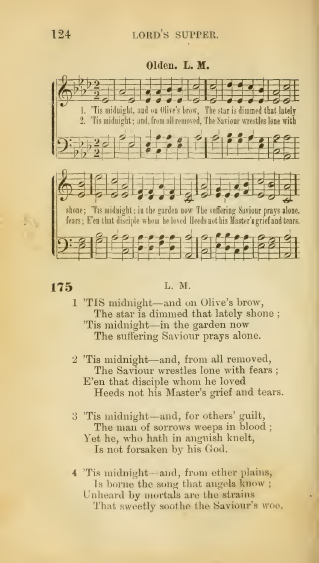 124 LORD'S SUPPER.
Olden. L. M.
1. 'Tis midnight, and on Olive's brow, The star is dimmed that lately
2. 'Tis midnight; and, from all removed, The Saviour wrestles lone with
shone; 'Tis midnight; in the garden now The suffering Saviour prays alone.
fears; E'en that disciple whom he loved Heeds not his Master's grief and tears.
175 L. M.
1 'TIS midnight—and on Olive's brow,
The star is dimmed that lately shone;
'Tis midnight—in the garden now
The suffering Saviour prays alone.
2 'Tis midnight—and, from all removed,
The Saviour wrestles lone with fears;
E'en that disciple whom he loved
Heeds not his Master's grief and tears.
3 'Tis midnight—and, for others' guilt,
The man of sorrows weeps in blood;
Yet he, who hath in anguish knelt,
Is not forsaken by his God.
4 'Tis midnight—and, from ether plains,
Is borne the song that angels know;
Unheard by mortals are the strains
That sweetly soothe the Saviour's woe.